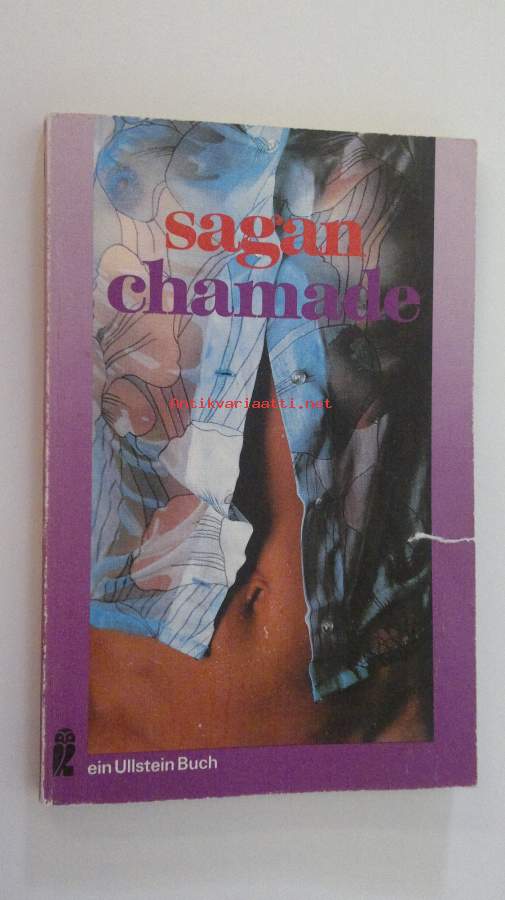 sagan
chamade
Antikvariaatti.net
ein Ullstein Buch